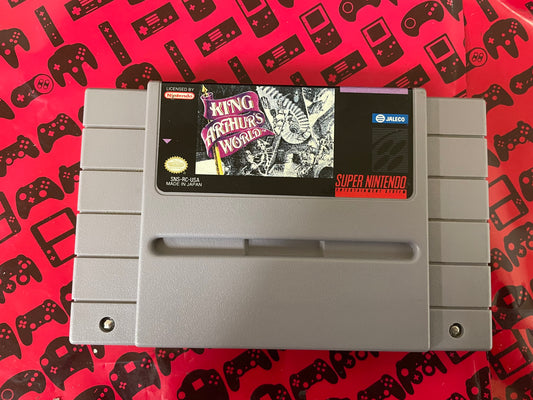 LICENSED BY
Nintendo
KING
ARTHUR'S
WORLD
JALECO
SNS-RC-USA
MADE IN JAPAN
SUPER NINTENDO
ENTERTAINMENT SYSTEM